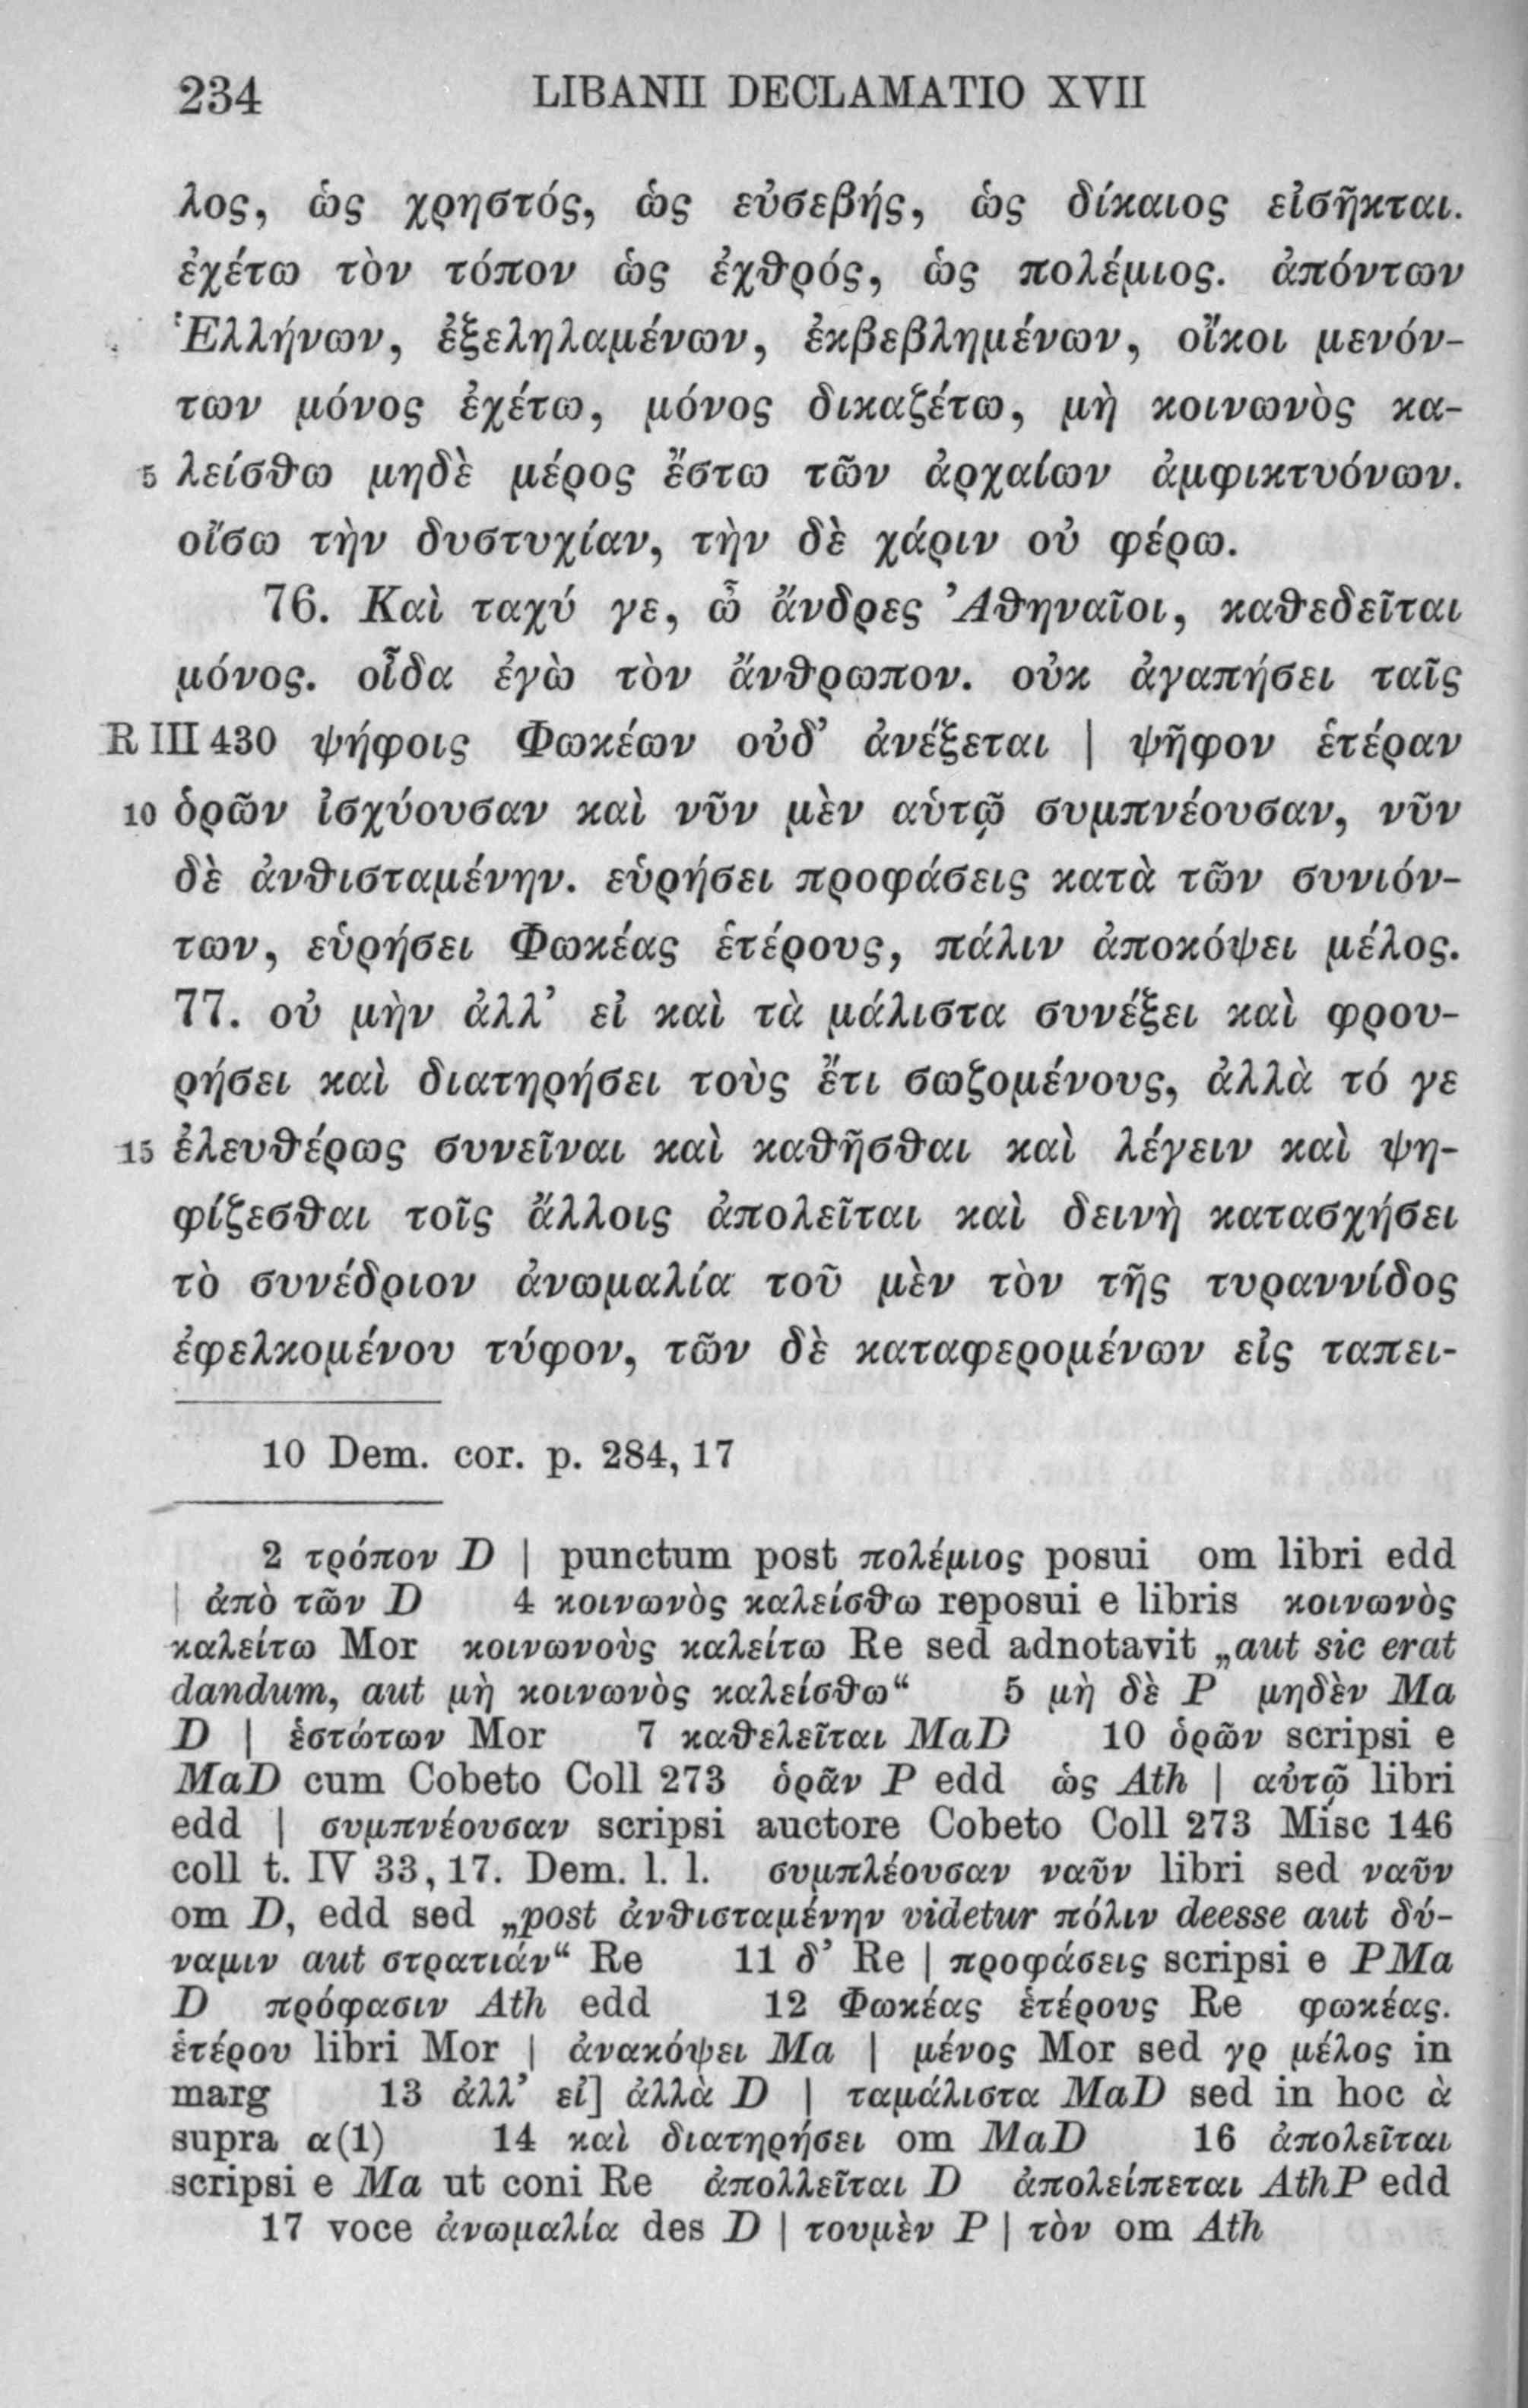 234 LIBANII DECLAMATIO XVII
λος, ὡς χρηστός, ὡς εὐσεβής, ὡς δίκαιος εἰσῆκται.
ἐχέτω τὸν τόπον ὡς ἐχθρός, ὡς πολέμιος. ἀπόντων
Ἑλλήνων, ἐξεληλαμένων, ἐκβεβλημένων, οἴκοι μενόν-
των μόνος ἐχέτω, μόνος δικαζέτω, μὴ κοινωνὸς κα-
5 λείσθω μηδὲ μέρος ἔστω τῶν ἀρχαίων ἀμφικτυόνων.
οἴσω τὴν δυστυχίαν, τὴν δὲ χάριν οὐ φέρω.
76. Καὶ ταχύ γε, ὦ ἄνδρες Ἀθηναῖοι, καθεδεῖται
μόνος. οἶδα ἐγὼ τὸν ἄνθρωπον. οὐκ ἀγαπήσει ταῖς
R III 430 ψήφοις Φωκέων οὐδ’ ἀνέξεται | ψῆφον ἑτέραν
10 ὁρῶν ἰσχύουσαν καὶ νῦν μὲν αὑτῷ συμπνέουσαν, νῦν
δὲ ἀνθισταμένην. εὑρήσει προφάσεις κατὰ τῶν συνιόν-
των, εὑρήσει Φωκέας ἑτέρους, πάλιν ἀποκόψει μέλος.
77. οὐ μὴν ἀλλ’ εἰ καὶ τὰ μάλιστα συνέξει καὶ φρου-
ρήσει καὶ διατηρήσει τοὺς ἔτι σωζομένους, ἀλλὰ τό γε
15 ἐλευθέρως συνεῖναι καὶ καθῆσθαι καὶ λέγειν καὶ ψη-
φίζεσθαι τοῖς ἄλλοις ἀπολεῖται καὶ δεινὴ κατασχήσει
τὸ συνέδριον ἀνωμαλία τοῦ μὲν τὸν τῆς τυραννίδος
ἐφελκομένου τύφον, τῶν δὲ καταφερομένων εἰς ταπει-
10 Dem. cor. p. 284, 17
2 τρόπον D | punctum post πολέμιος posui om libri edd
| ἀπὸ τῶν D 4 κοινωνὸς καλείσθω reposui e libris κοινωνὸς
καλείτω Mor κοινωνοὺς καλείτω Re sed adnotavit „aut sic erat
dandum, aut μὴ κοινωνὸς καλείσθω“ 5 μὴ δὲ P μηδὲν Ma
D | ἑστώτων Mor 7 καθελεῖται MaD 10 ὁρῶν scripsi e
MaD cum Cobeto Coll 273 ὁρᾶν P edd ὡς Ath | αὐτῷ libri
edd | συμπνέουσαν scripsi auctore Cobeto Coll 273 Misc 146
coll t. IV 33, 17. Dem. l. l. συμπλέουσαν ναῦν libri sed ναῦν
om D, edd sed „post ἀνθισταμένην videtur πόλιν deesse aut δύ-
ναμιν aut στρατιάν“ Re 11 δ’ Re | προφάσεις scripsi e PMa
D πρόφασιν Ath edd 12 Φωκέας ἑτέρους Re φωκέας.
ἑτέρου libri Mor | ἀνακόψει Ma | μένος Mor sed γρ μέλος in
marg 13 ἀλλ’ εἰ] ἀλλὰ D | ταμάλιστα MaD sed in hoc ὰ
supra α(1) 14 καὶ διατηρήσει om MaD 16 ἀπολεῖται
scripsi e Ma ut coni Re ἀπολλεῖται D ἀπολείπεται AthP edd
17 voce ἀνωμαλία des D | τουμὲν P | τὸν om Ath